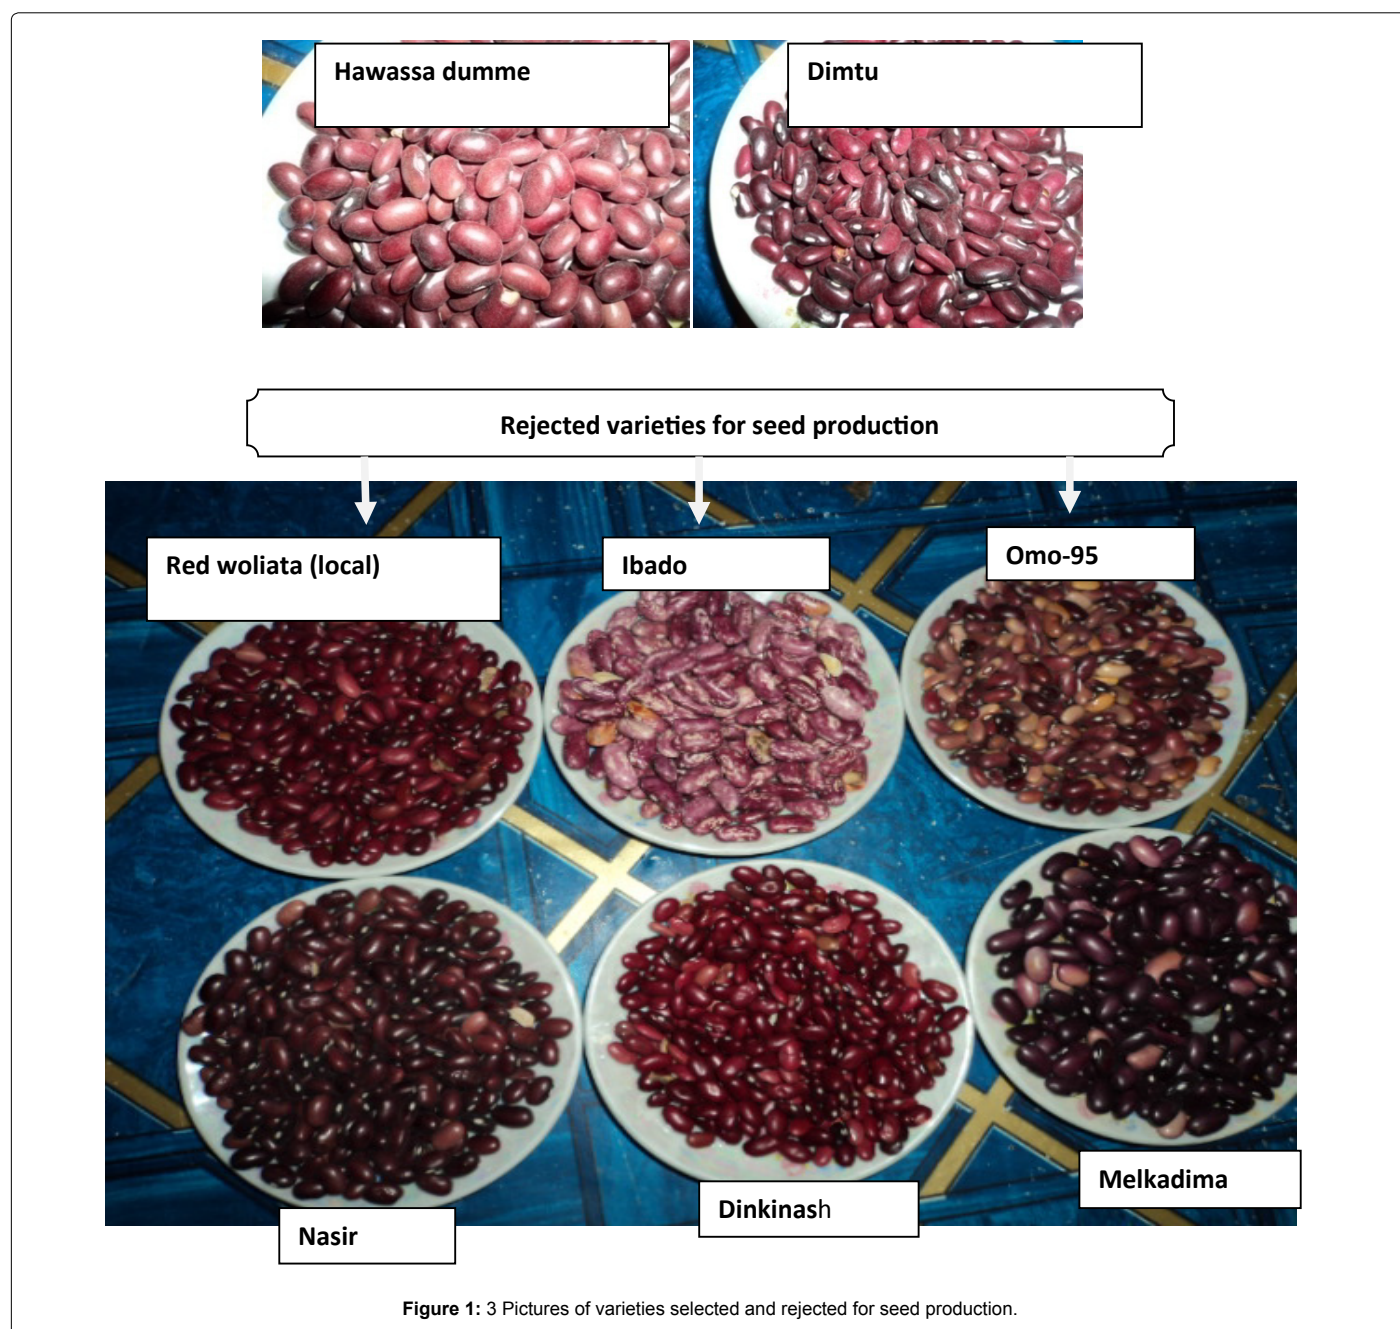 Hawassa dumme
Dimtu
Rejected varieties for seed production
Red woliata (local)
Ibado
Omo-95
Nasir
Dinkinash
Melkadima
Figure 1: 3 Pictures of varieties selected and rejected for seed production.